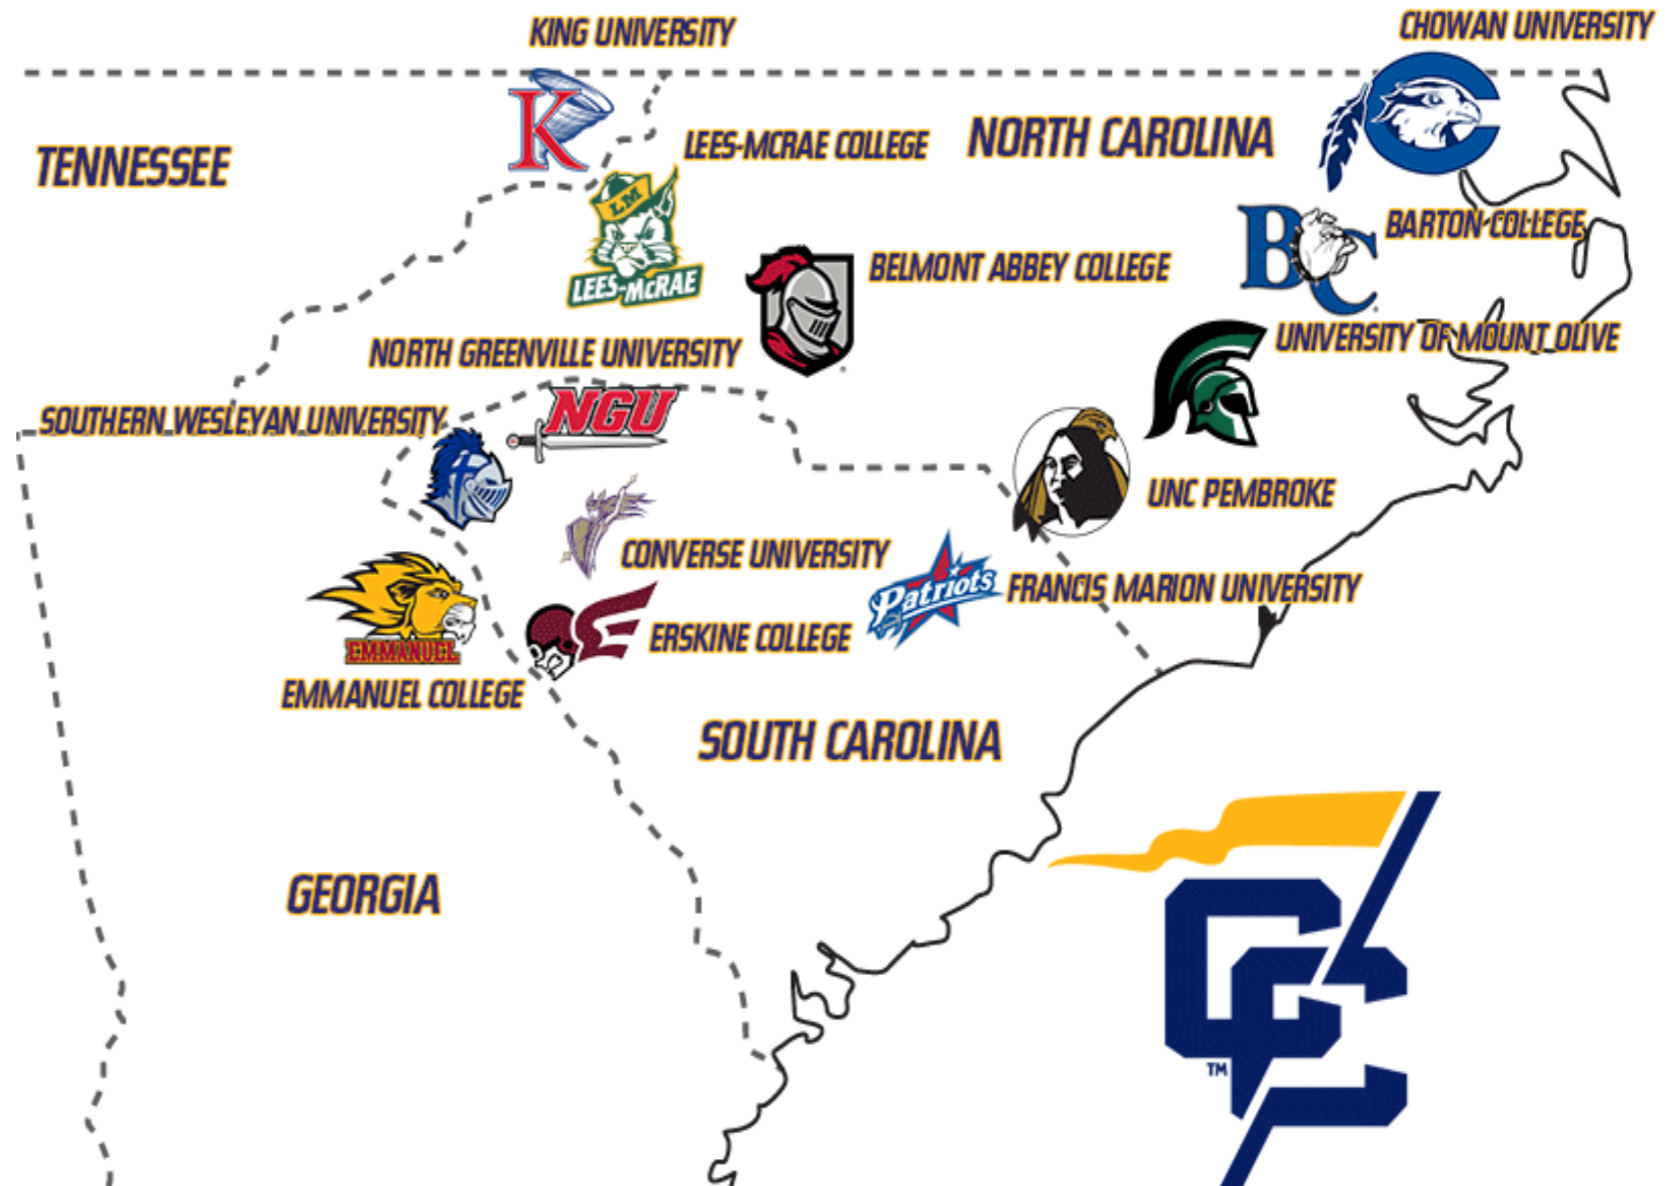 KING UNIVERSITY
CHOWAN UNIVERSITY
K
C
TENNESSEE
LEES-MCRAE COLLEGE
NORTH CAROLINA
LM
LEES-McRAE
BC
BARTON COLLEGE
BELMONT ABBEY COLLEGE
NORTH GREENVILLE UNIVERSITY
UNIVERSITY OF MOUNT OLIVE
NGU
SOUTHERN WESLEYAN UNIVERSITY
UNC PEMBROKE
CONVERSE UNIVERSITY
Patriots
FRANCIS MARION UNIVERSITY
E
ERSKINE COLLEGE
EMMANUEL
EMMANUEL COLLEGE
SOUTH CAROLINA
GEORGIA
CC
TM